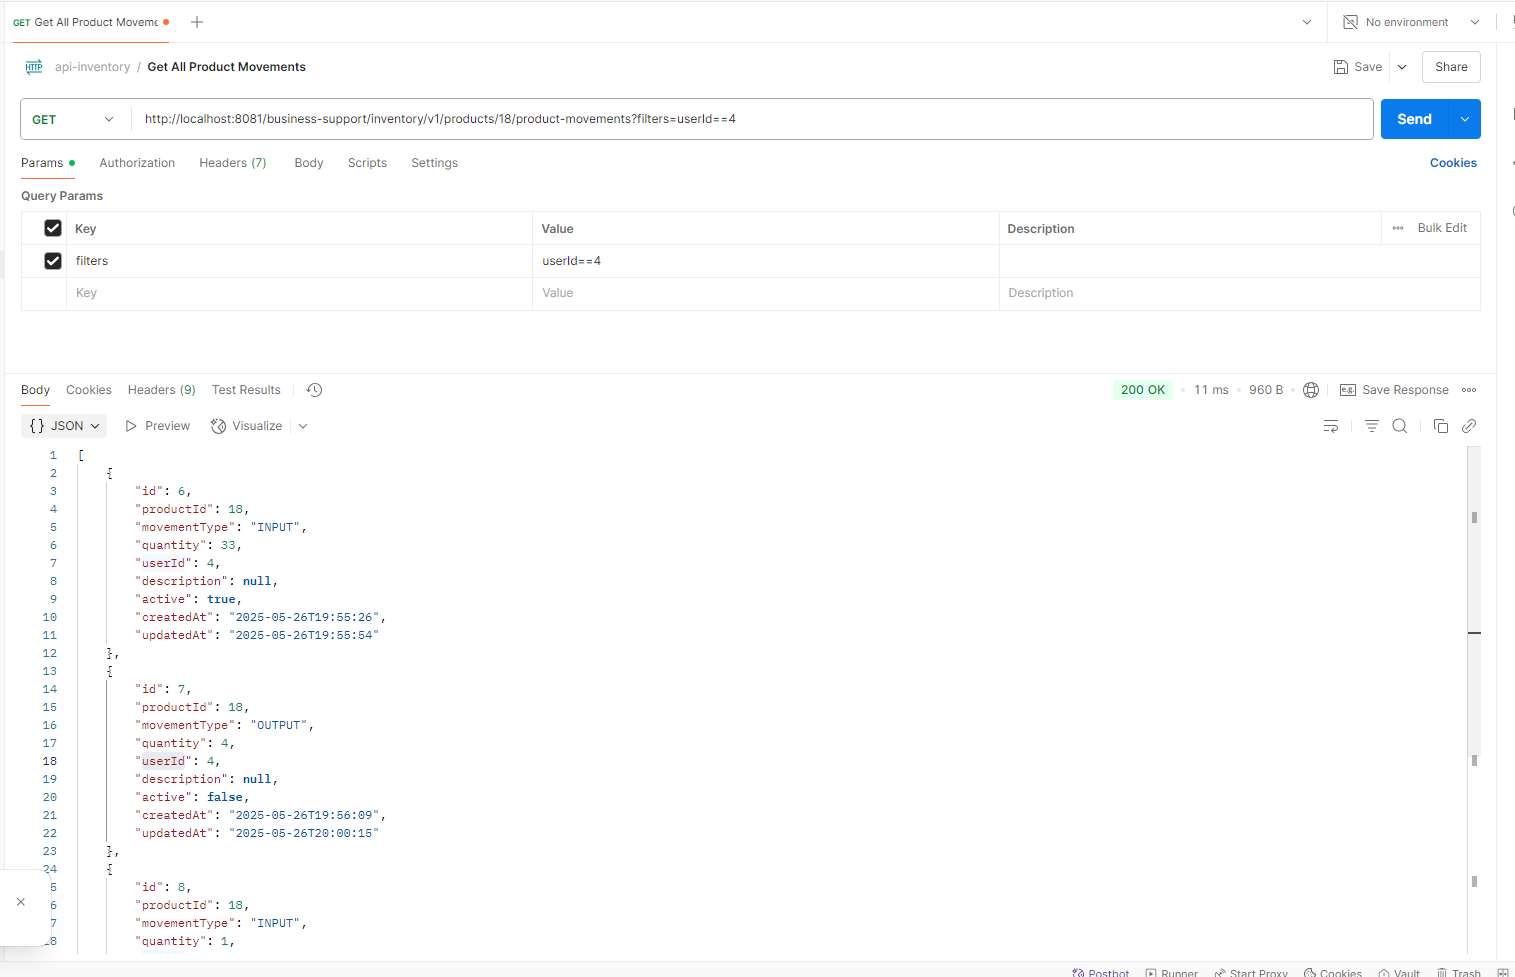 GET Get All Product Moveme
No environment
HTTP api-inventory / Get All Product Movements
Save
Share
GET http://localhost:8081/business-support/inventory/v1/products/18/product-movements?filters=userId==4
Send
Params Authorization Headers (7) Body Scripts Settings
Cookies
Query Params
Key Value Description Bulk Edit
filters userId==4
Key Value Description
Body Cookies Headers (9) Test Results
200 OK • 11 ms • 960 B • e.g. Save Response
{} JSON Preview Visualize
1 [
2 {
3 "id": 6,
4 "productId": 18,
5 "movementType": "INPUT",
6 "quantity": 33,
7 "userId": 4,
8 "description": null,
9 "active": true,
10 "createdAt": "2025-05-26T19:55:26",
11 "updatedAt": "2025-05-26T19:55:54"
12 },
13 {
14 "id": 7,
15 "productId": 18,
16 "movementType": "OUTPUT",
17 "quantity": 4,
18 "userId": 4,
19 "description": null,
20 "active": false,
21 "createdAt": "2025-05-26T19:56:09",
22 "updatedAt": "2025-05-26T20:00:15"
23 },
24 {
5 "id": 8,
6 "productId": 18,
7 "movementType": "INPUT",
28 "quantity": 1,
Postbot Runner Start Proxy Cookies Vault Trash